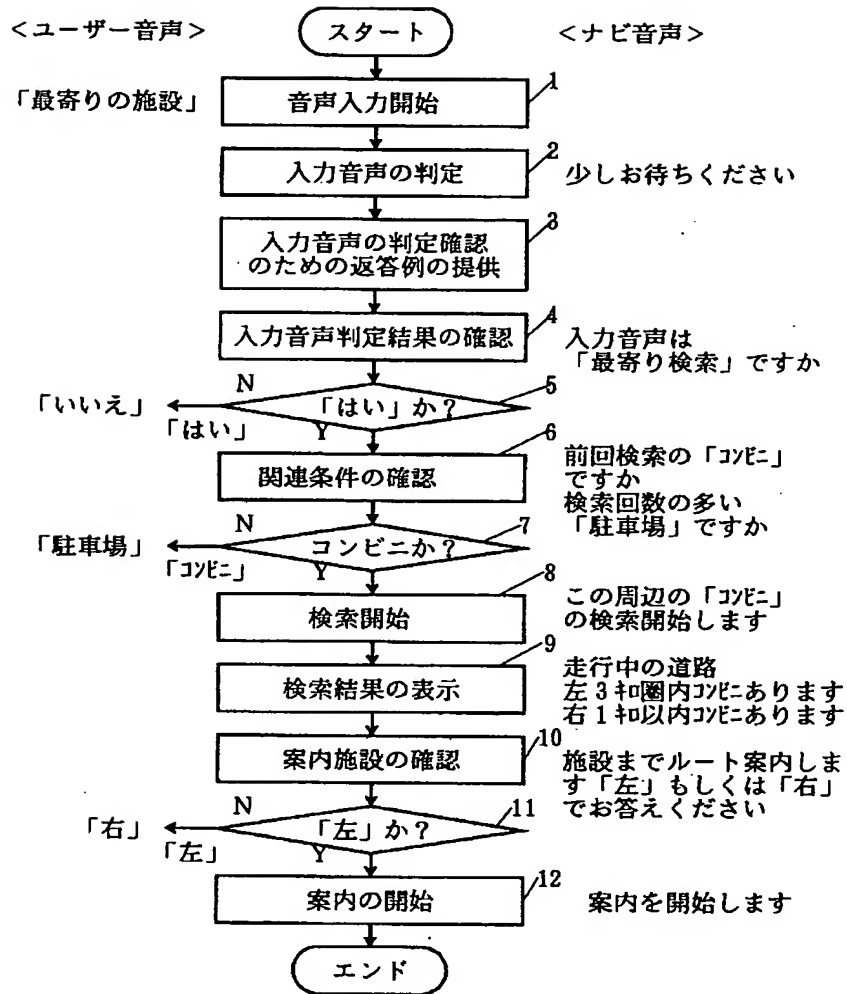 ＜ユーザー音声＞
スタート
＜ナビ音声＞
1
「最寄りの施設」
音声入力開始
2
入力音声の判定
少しお待ちください
3
入力音声の判定確認
のための返答例の提供
4
入力音声判定結果の確認
入力音声は
「最寄り検索」ですか
N
5
「いいえ」
「はい」か？
「はい」
Y
6
関連条件の確認
前回検索の「ｺﾝﾋﾞﾆ」
ですか
検索回数の多い
「駐車場」ですか
N
7
「駐車場」
コンビニか？
「ｺﾝﾋﾞﾆ」
Y
8
検索開始
この周辺の「ｺﾝﾋﾞﾆ」
の検索開始します
9
検索結果の表示
走行中の道路
左３ｷﾛ圏内ｺﾝﾋﾞﾆあります
右１ｷﾛ以内ｺﾝﾋﾞﾆあります
10
案内施設の確認
施設までルート案内しま
す「左」もしくは「右」
でお答えください
N
11
「右」
「左」か？
「左」
Y
12
案内の開始
案内を開始します
エンド